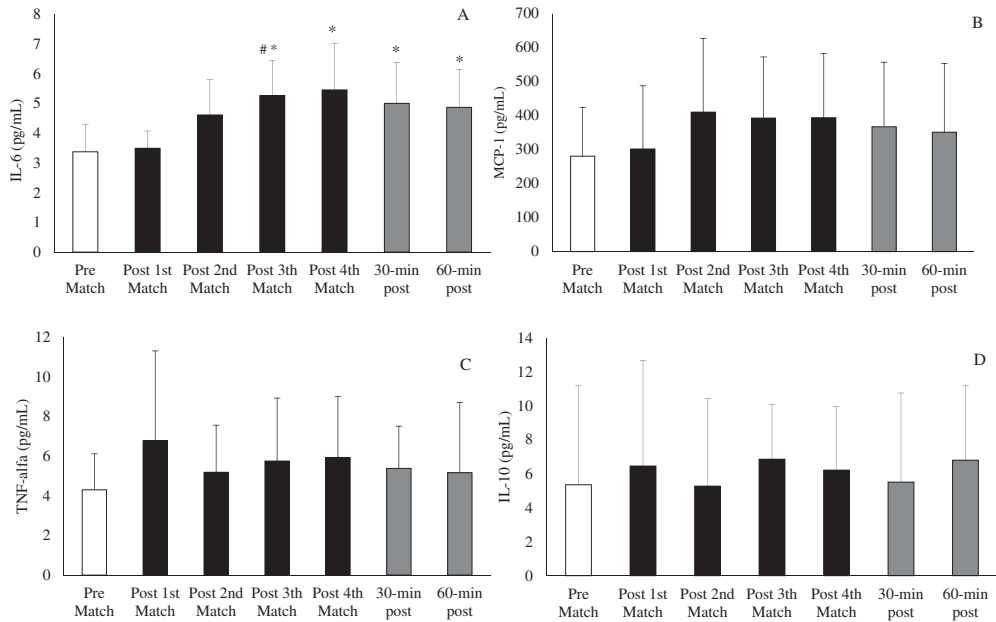 A
IL-6 (pg/mL)
8
7
6
5
4
3
2
1
0
# *
*
*
*
Pre Match
Post 1st Match
Post 2nd Match
Post 3th Match
Post 4th Match
30-min post
60-min post
B
MCP-1 (pg/mL)
700
600
500
400
300
200
100
0
Pre Match
Post 1st Match
Post 2nd Match
Post 3th Match
Post 4th Match
30-min post
60-min post
C
TNF-alfa (pg/mL)
12
10
8
6
4
2
0
Pre Match
Post 1st Match
Post 2nd Match
Post 3th Match
Post 4th Match
30-min post
60-min post
D
IL-10 (pg/mL)
14
12
10
8
6
4
2
0
Pre Match
Post 1st Match
Post 2nd Match
Post 3th Match
Post 4th Match
30-min post
60-min post